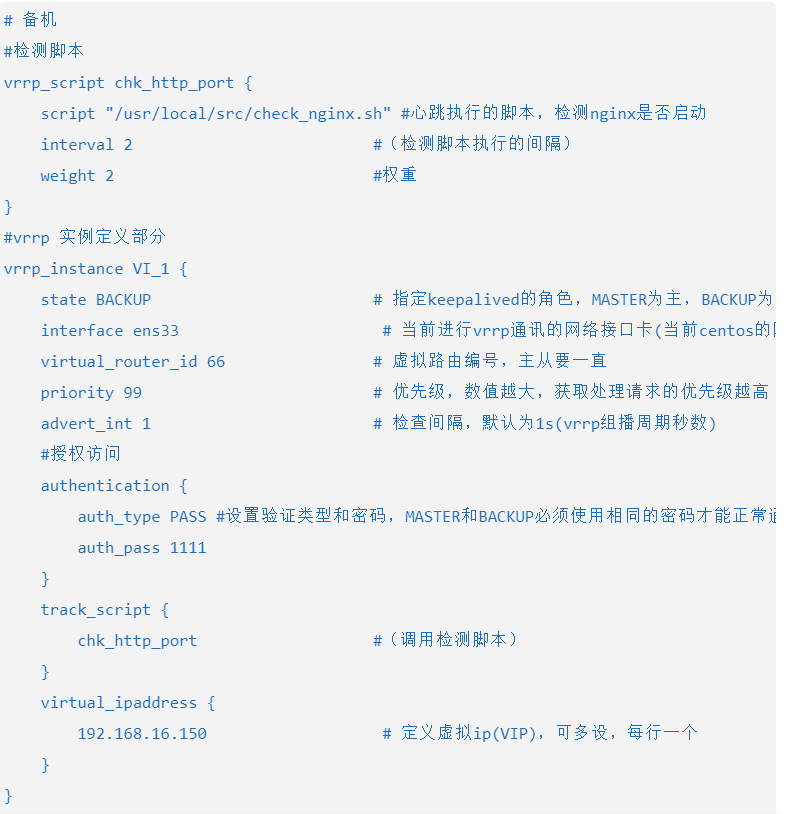 # 备机
#检测脚本
vrrp_script chk_http_port {
    script "/usr/local/src/check_nginx.sh" #心跳执行的脚本，检测nginx是否启动
    interval 2                          #（检测脚本执行的间隔）
    weight 2                            #权重
}
#vrrp 实例定义部分
vrrp_instance VI_1 {
    state BACKUP                        # 指定keepalived的角色，MASTER为主，BACKUP为
    interface ens33                      # 当前进行vrrp通讯的网络接口卡(当前centos的
    virtual_router_id 66                # 虚拟路由编号，主从要一直
    priority 99                         # 优先级，数值越大，获取处理请求的优先级越高
    advert_int 1                        # 检查间隔，默认为1s(vrrp组播周期秒数)
    #授权访问
    authentication {
        auth_type PASS #设置验证类型和密码，MASTER和BACKUP必须使用相同的密码才能正常通
        auth_pass 1111
    }
    track_script {
        chk_http_port                   #（调用检测脚本）
    }
    virtual_ipaddress {
        192.168.16.150                   # 定义虚拟ip(VIP)，可多设，每行一个
    }
}